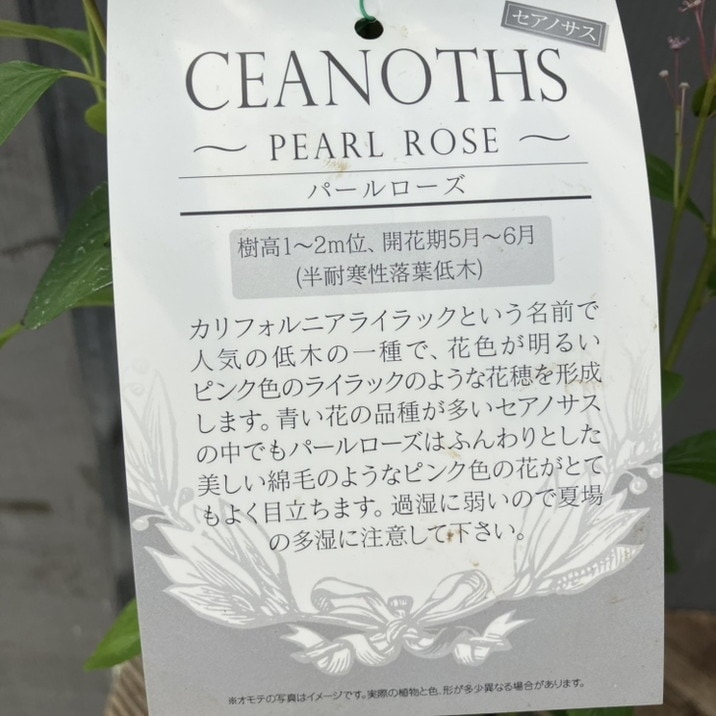 セアノサス
CEANOTHS
～ PEARL ROSE ～
パールローズ
樹高1～2m位、開花期5月～6月
(半耐寒性落葉低木)
カリフォルニアライラックという名前で
人気の低木の一種で、花色が明るい
ピンク色のライラックのような花穂を形成
します。青い花の品種が多いセアノサス
の中でもパールローズはふんわりとした
美しい綿毛のようなピンク色の花がとて
もよく目立ちます。過湿に弱いので夏場
の多湿に注意して下さい。
※オモテの写真はイメージです。実際の植物と色、形が多少異なる場合があります。